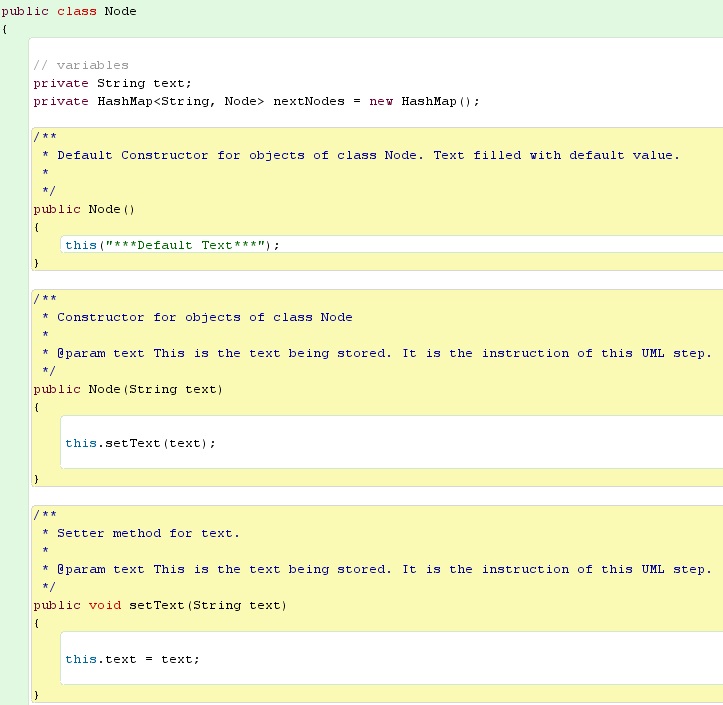 public class Node
{
// variables
private String text;
private HashMap<String, Node> nextNodes = new HashMap();
/**
* Default Constructor for objects of class Node. Text filled with default value.
*
*/
public Node()
{
this("***Default Text***");
}
/**
* Constructor for objects of class Node
*
* @param text This is the text being stored. It is the instruction of this UML step.
*/
public Node(String text)
{
this.setText(text);
}
/**
* Setter method for text.
*
* @param text This is the text being stored. It is the instruction of this UML step.
*/
public void setText(String text)
{
this.text = text;
}